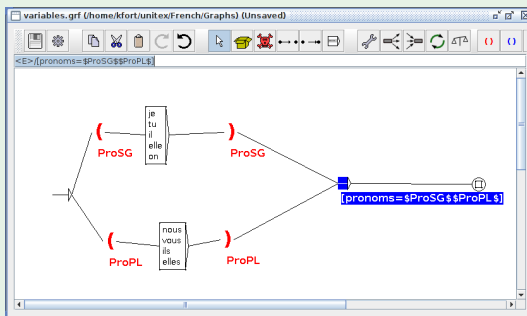 variables.grf (/home/kfort/unitex/French/Graphs) (Unsaved)
<E>/[pronoms=$ProSG$$ProPL$]
je
tu
il
elle
on
( (
ProSG ProSG
[pronoms=$ProSG$$ProPL$]
nous
vous
ils
elles
( (
ProPL ProPL